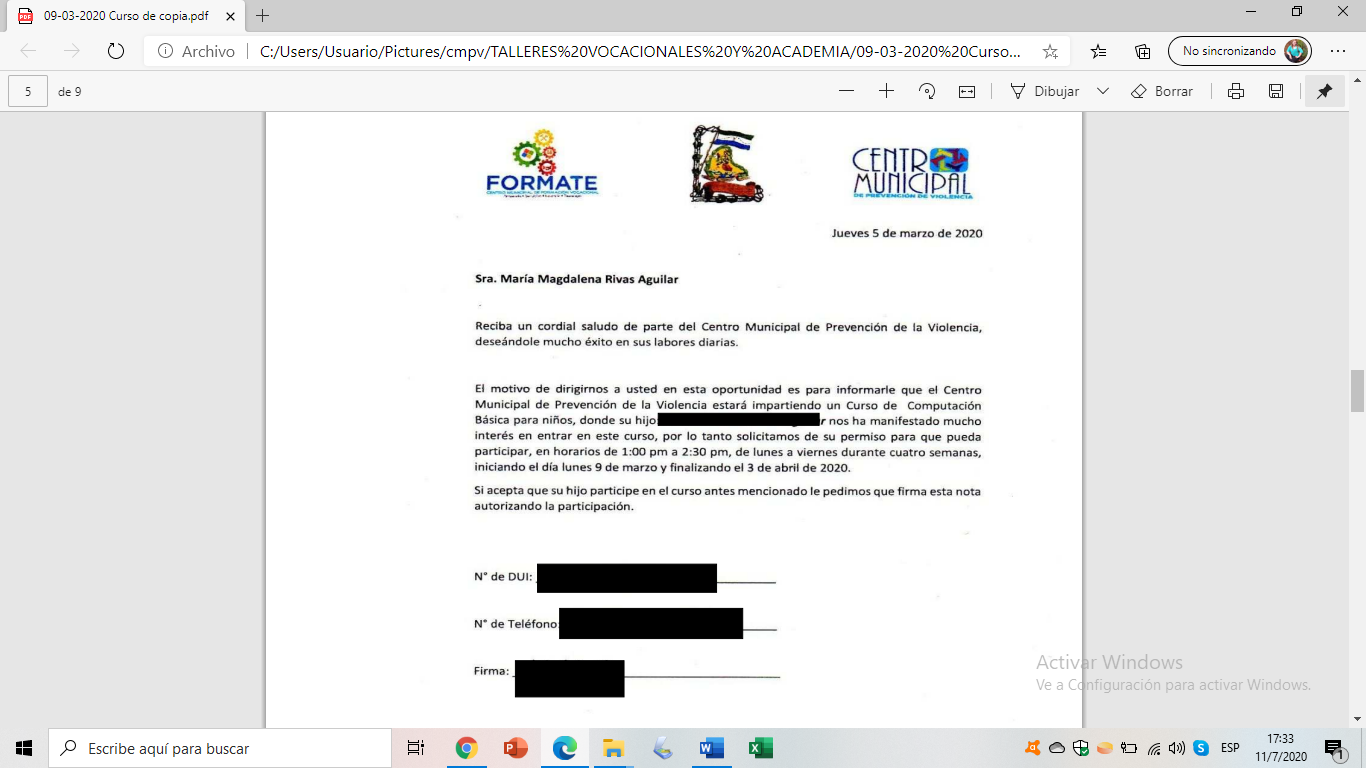 09-03-2020 Curso de copia.pdf
Archivo
C:/Users/Usuario/Pictures/cmpv/TALLERES%20VOCACIONALES%20Y%20ACADEMIA/09-03-2020%20Curso...
No sincronizando
5 de 9
Dibujar
Borrar
FORMATE
CENTRO MUNICIPAL DE FORMACIÓN VOCACIONAL
CENTRO MUNICIPAL
DE PREVENCIÓN DE VIOLENCIA
Jueves 5 de marzo de 2020
Sra. María Magdalena Rivas Aguilar
Reciba un cordial saludo de parte del Centro Municipal de Prevención de la Violencia,
deseándole mucho éxito en sus labores diarias.
El motivo de dirigirnos a usted en esta oportunidad es para informarle que el Centro
Municipal de Prevención de la Violencia estará impartiendo un Curso de Computación
Básica para niños, donde su hijo r nos ha manifestado mucho
interés en entrar en este curso, por lo tanto solicitamos de su permiso para que pueda
participar, en horarios de 1:00 pm a 2:30 pm, de lunes a viernes durante cuatro semanas,
iniciando el día lunes 9 de marzo y finalizando el 3 de abril de 2020.
Si acepta que su hijo participe en el curso antes mencionado le pedimos que firma esta nota
autorizando la participación.
N° de DUI:
N° de Teléfono:
Firma:
Activar Windows
Ve a Configuración para activar Windows.
Escribe aquí para buscar
ESP
17:33
11/7/2020
1